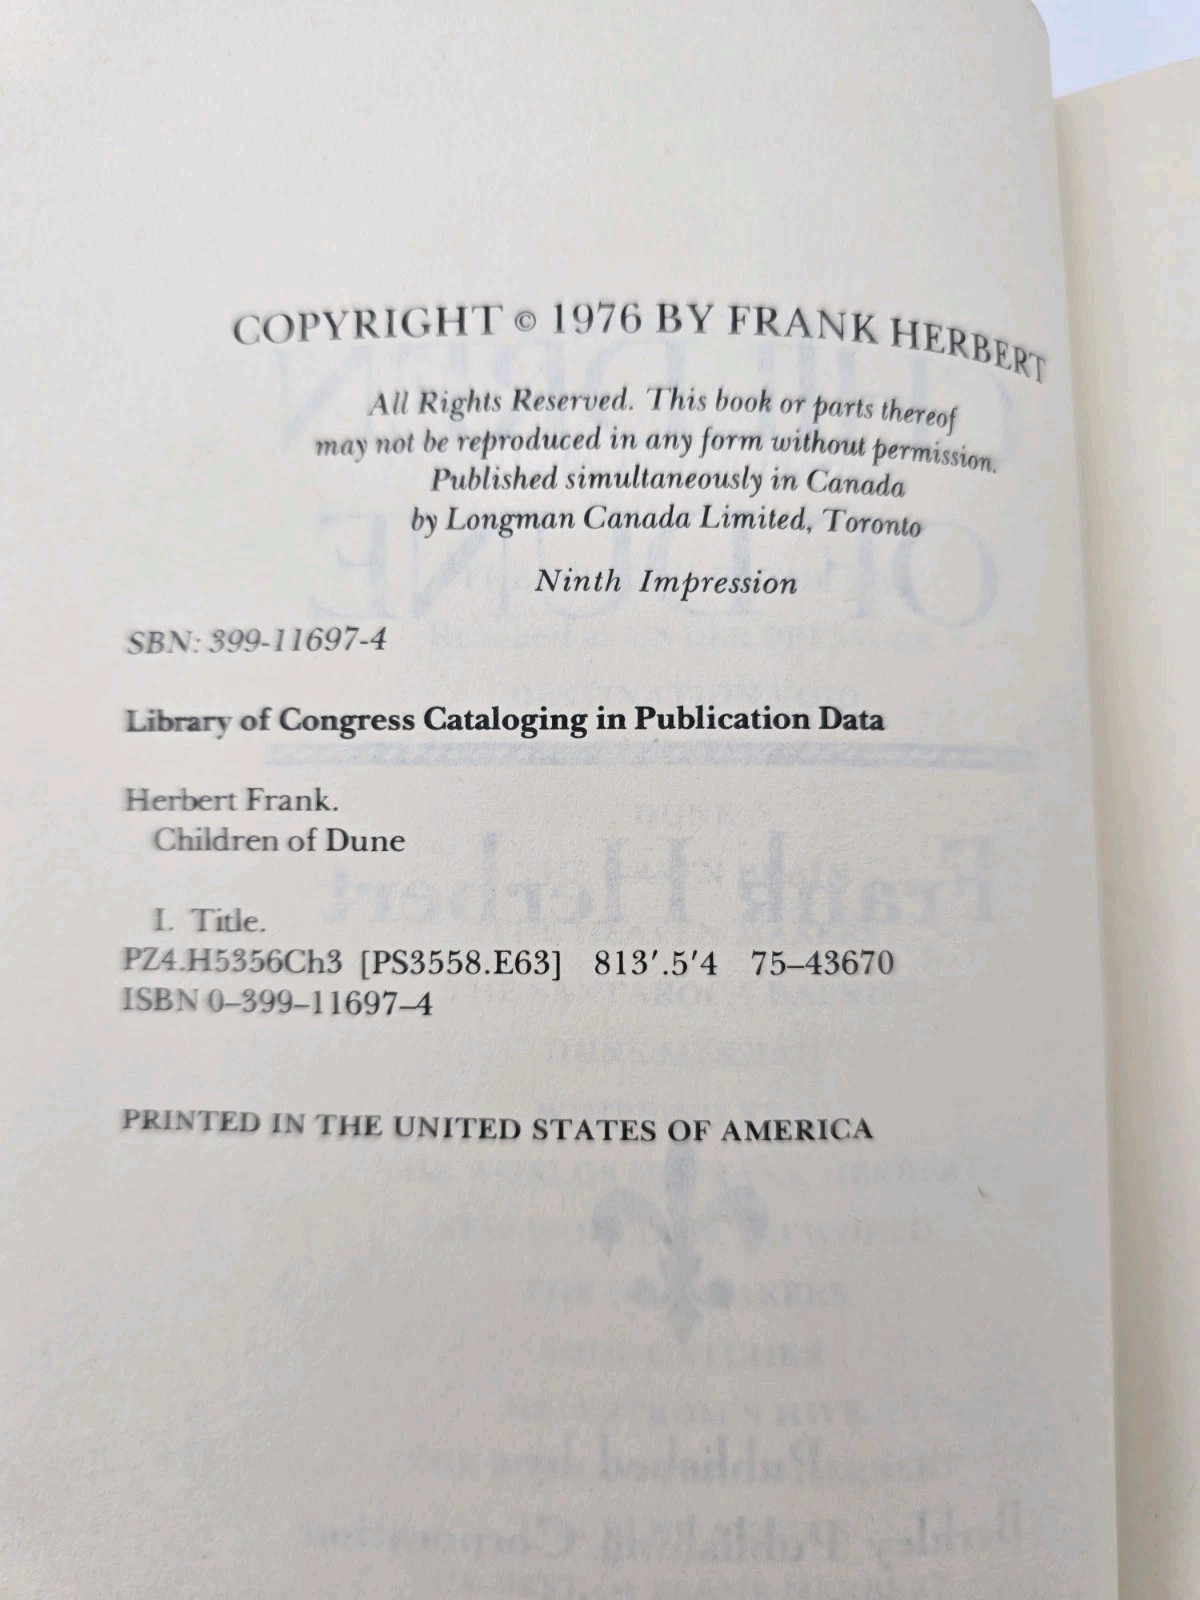 COPYRIGHT © 1976 BY FRANK HERBERT
All Rights Reserved. This book or parts thereof
may not be reproduced in any form without permission.
Published simultaneously in Canada
by Longman Canada Limited, Toronto
Ninth Impression
SBN: 399-11697-4
Library of Congress Cataloging in Publication Data
Herbert Frank.
Children of Dune
I. Title.
PZ4.H5356Ch3 [PS3558.E63] 813'.5'4 75–43670
ISBN 0–399–11697–4
PRINTED IN THE UNITED STATES OF AMERICA